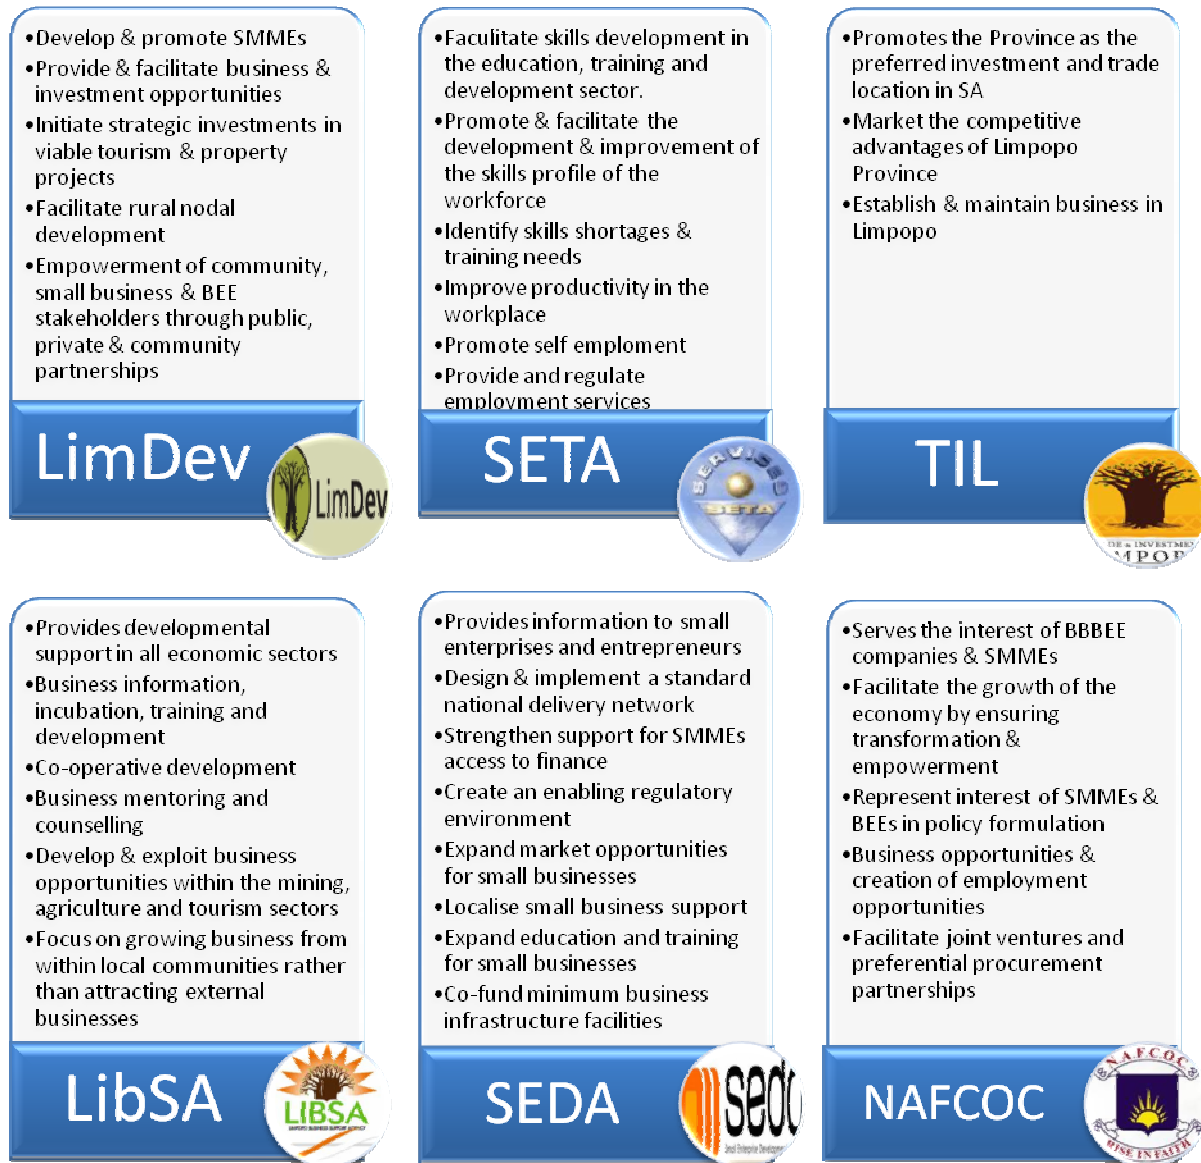 •Develop & promote SMMEs
•Provide & facilitate business &
investment opportunities
•Initiate strategic investments in
viable tourism & property
projects
•Facilitate rural nodal
development
•Empowerment of community,
small business & BEE
stakeholders through public,
private & community
partnerships
LimDev
LimDev
•Faculitate skills development in
the education, training and
development sector.
•Promote & facilitate the
development & improvement of
the skills profile of the
workforce
•Identify skills shortages &
training needs
•Improve productivity in the
workplace
•Promote self emploment
•Provide and regulate
employment services
SETA
SERVICES
SETA
•Promotes the Province as the
preferred investment and trade
location in SA
•Market the competitive
advantages of Limpopo
Province
•Establish & maintain business in
Limpopo
TIL
DE & INVESTME
MPOP
•Provides developmental
support in all economic sectors
•Business information,
incubation, training and
development
•Co-operative development
•Business mentoring and
counselling
•Develop & exploit business
opportunities within the mining,
agriculture and tourism sectors
•Focus on growing business from
within local communities rather
than attracting external
businesses
LibSA
LIBSA
•Provides information to small
enterprises and entrepreneurs
•Design & implement a standard
national delivery network
•Strengthen support for SMMEs
access to finance
•Create an enabling regulatory
environment
•Expand market opportunities
for small businesses
•Localise small business support
•Expand education and training
for small businesses
•Co-fund minimum business
infrastructure facilities
SEDA
sedc
Small Enterprise Developme
•Serves the interest of BBBEE
companies & SMMEs
•Facilitate the growth of the
economy by ensuring
transformation &
empowerment
•Represent interest of SMMEs &
BEEs in policy formulation
•Business opportunities &
creation of employment
opportunities
•Facilitate joint ventures and
preferential procurement
partnerships
NAFCOC
NAFCOC
RISE IN FAITH